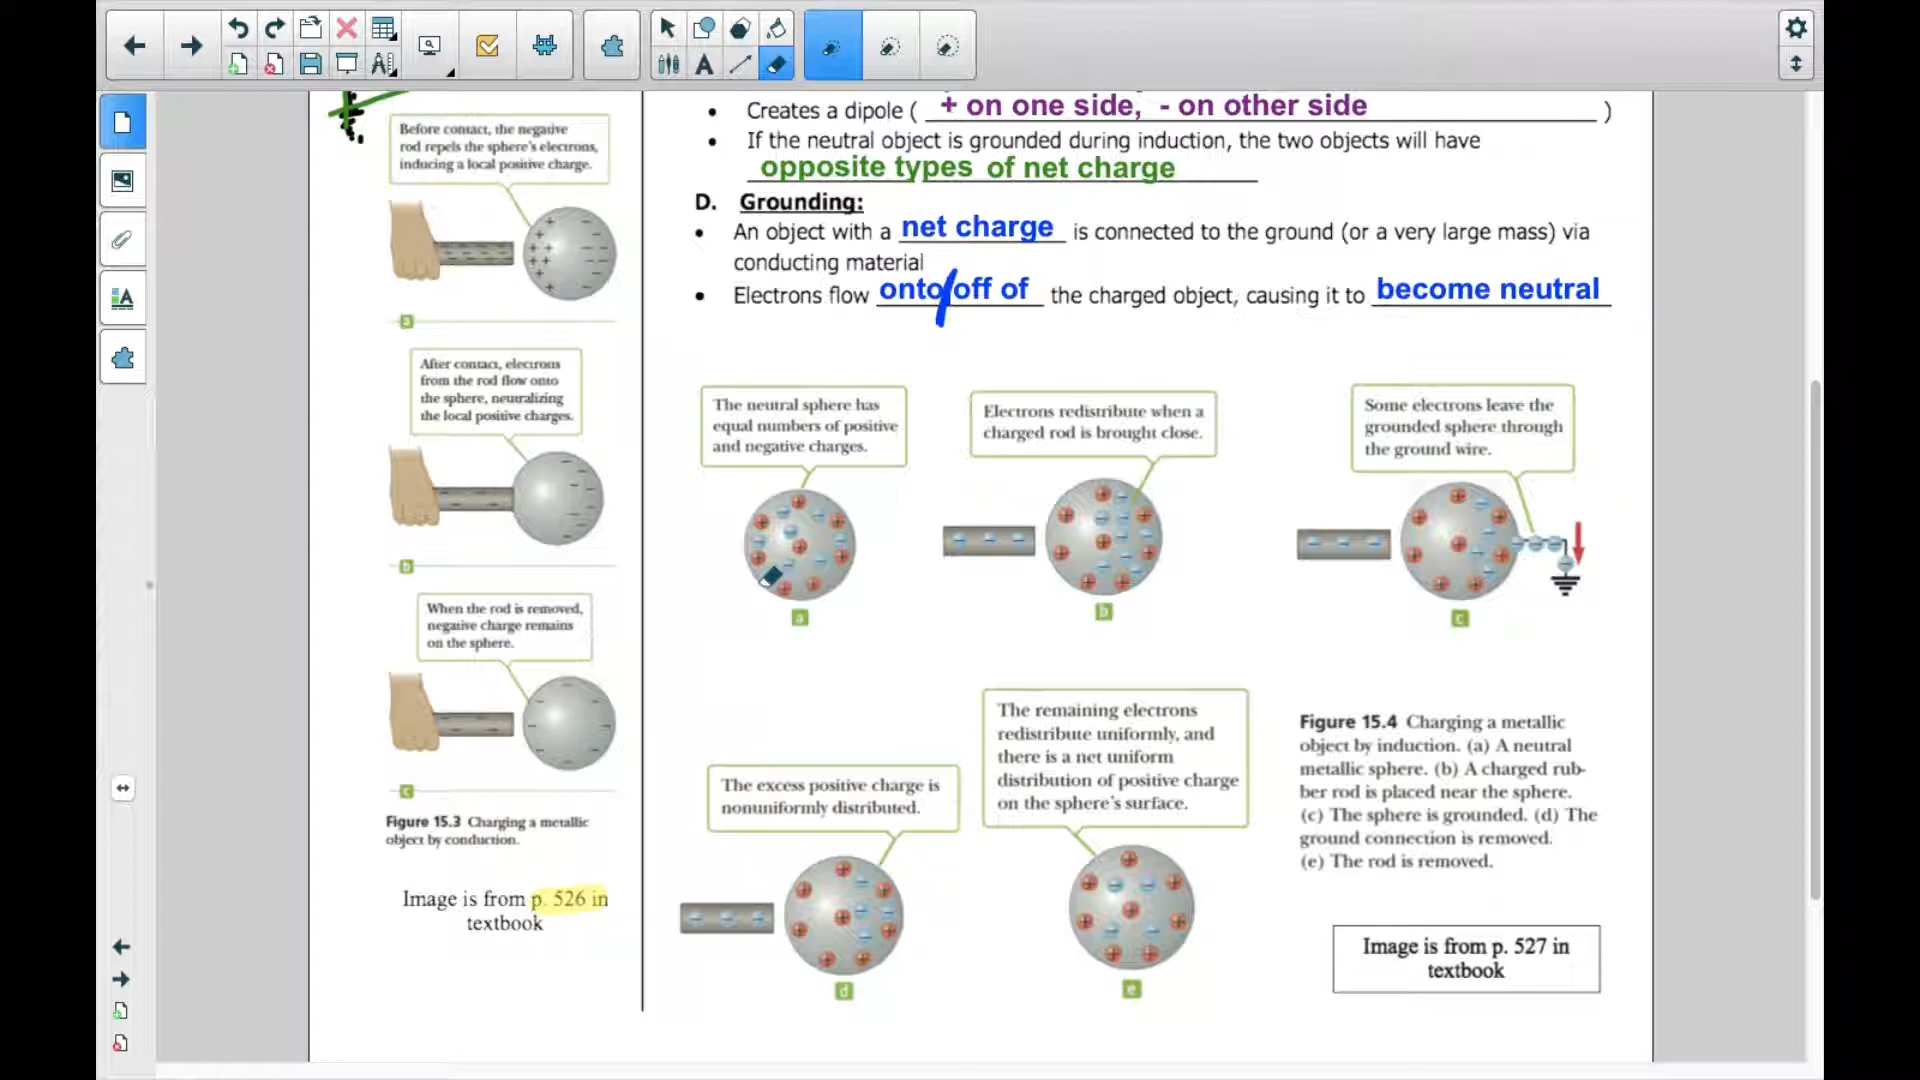 Before contact, the negative
rod repels the sphere's electrons,
inducing a local positive charge.
a
After contact, electrons
from the rod flow onto
the sphere, neutralizing
the local positive charges.
b
When the rod is removed,
negative charge remains
on the sphere.
c
Figure 15.3 Charging a metallic
object by conduction.
Image is from p. 526 in
textbook
• Creates a dipole ( + on one side, - on other side )
• If the neutral object is grounded during induction, the two objects will have
opposite types of net charge
D. Grounding:
• An object with a net charge is connected to the ground (or a very large mass) via
conducting material
• Electrons flow onto/off of the charged object, causing it to become neutral
The neutral sphere has
equal numbers of positive
and negative charges.
a
Electrons redistribute when a
charged rod is brought close.
b
Some electrons leave the
grounded sphere through
the ground wire.
c
The excess positive charge is
nonuniformly distributed.
d
The remaining electrons
redistribute uniformly, and
there is a net uniform
distribution of positive charge
on the sphere's surface.
e
Figure 15.4 Charging a metallic
object by induction. (a) A neutral
metallic sphere. (b) A charged rub-
ber rod is placed near the sphere.
(c) The sphere is grounded. (d) The
ground connection is removed.
(e) The rod is removed.
Image is from p. 527 in
textbook